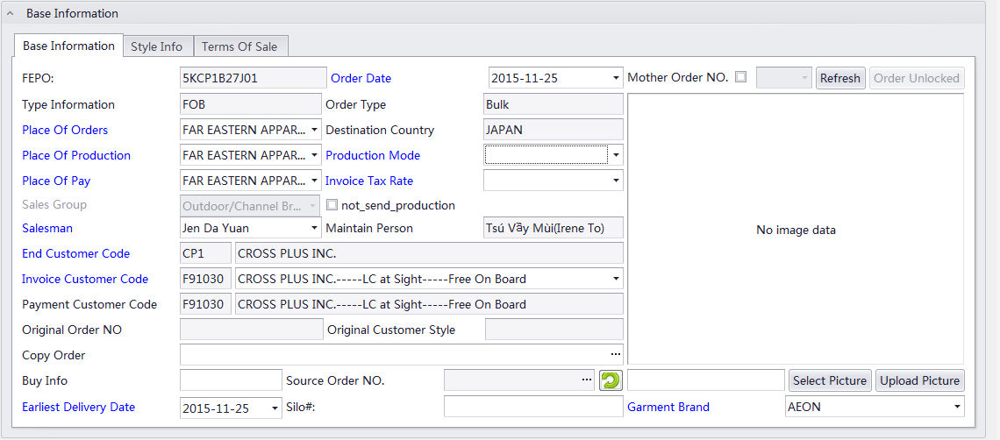 Base Information
Base Information Style Info Terms Of Sale
FEPO: 5KCP1B27J01 Order Date 2015-11-25 Mother Order NO. Refresh Order Unlocked
Type Information FOB Order Type Bulk
Place Of Orders FAR EASTERN APPAR... Destination Country JAPAN
Place Of Production FAR EASTERN APPAR... Production Mode
Place Of Pay FAR EASTERN APPAR... Invoice Tax Rate
Sales Group Outdoor/Channel Br... not_send_production
Salesman Jen Da Yuan Maintain Person Tsú Vầy Mùi(Irene To)
No image data
End Customer Code CP1 CROSS PLUS INC.
Invoice Customer Code F91030 CROSS PLUS INC.-----LC at Sight-----Free On Board
Payment Customer Code F91030 CROSS PLUS INC.-----LC at Sight-----Free On Board
Original Order NO Original Customer Style
Copy Order ...
Buy Info Source Order NO. ... Select Picture Upload Picture
Earliest Delivery Date 2015-11-25 Silo#: Garment Brand AEON